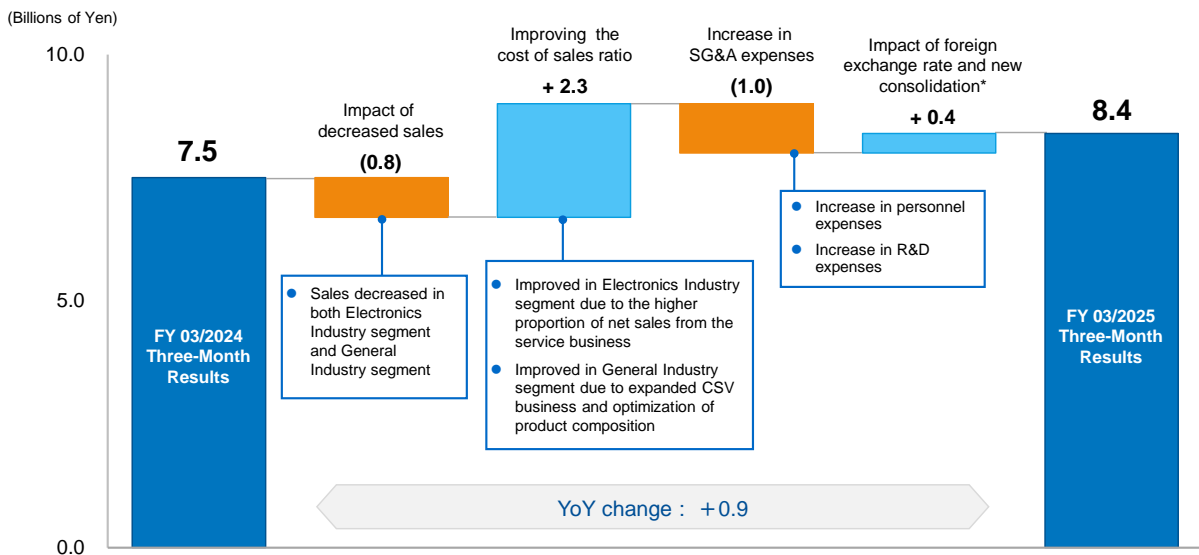 (Billions of Yen)
10.0
5.0
0.0
7.5
FY 03/2024
Three-Month
Results
Impact of
decreased sales
(0.8)
Sales decreased in
both Electronics
Industry segment
and General
Industry segment
Improving the
cost of sales ratio
+ 2.3
Improved in Electronics Industry
segment due to the higher
proportion of net sales from the
service business
Improved in General Industry
segment due to expanded CSV
business and optimization of
product composition
Increase in
SG&A expenses
(1.0)
Increase in personnel
expenses
Increase in R&D
expenses
Impact of foreign
exchange rate and new
consolidation*
+ 0.4
8.4
FY 03/2025
Three-Month
Results
YoY change : +0.9